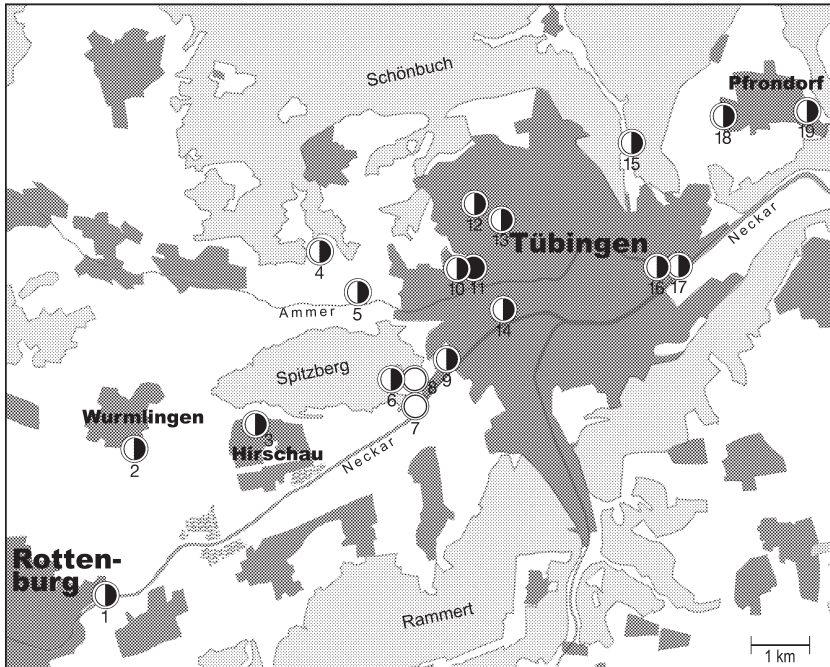 Schönbuch
Pfrondorf
18
19
15
12
13
Tübingen
Neckar
4
10
11
16
17
5
Ammer
14
Spitzberg
9
6
8
7
Wurmlingen
2
3
Hirschau
Neckar
Rotten-
burg
1
Rammert
1 km